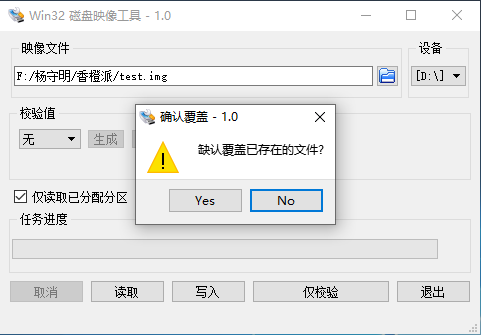 Win32 磁盘映像工具 - 1.0
映像文件
设备
F:/杨守明/香橙派/test.img
[D:\]
校验值
无
生成
确认覆盖 - 1.0
缺认覆盖已存在的文件?
Yes
No
仅读取已分配分区
任务进度
取消
读取
写入
仅校验
退出